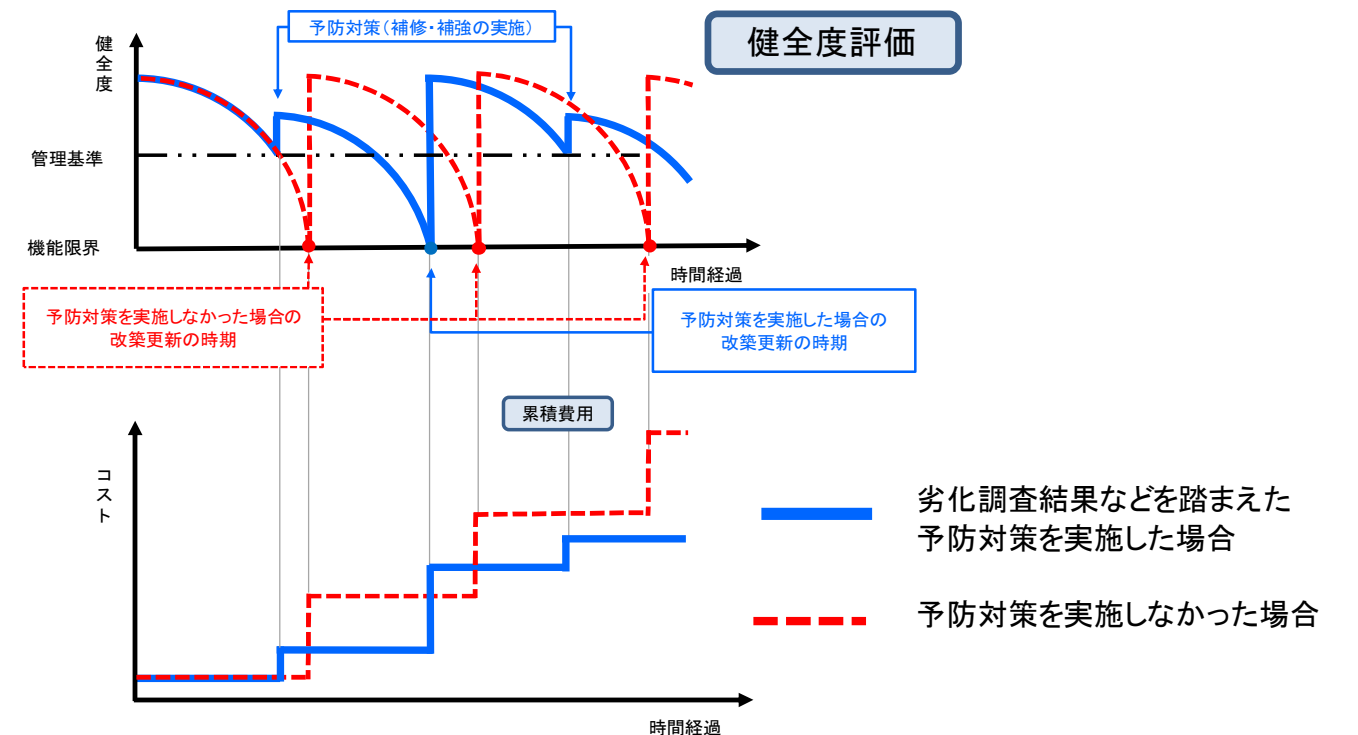 予防対策(補修・補強の実施)
健全度評価
健全度
管理基準
機能限界
時間経過
予防対策を実施しなかった場合の
改築更新の時期
予防対策を実施した場合の
改築更新の時期
累積費用
コスト
劣化調査結果などを踏まえた
予防対策を実施した場合
予防対策を実施しなかった場合
時間経過